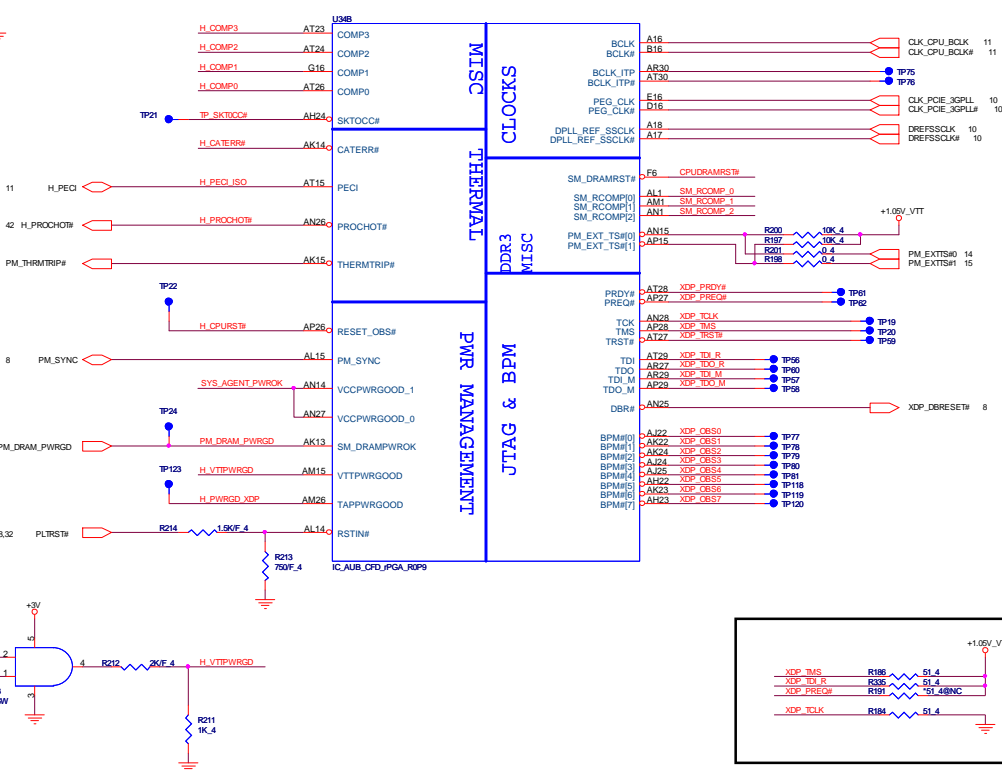 U34B
H_COMP3 AT23 COMP3
H_COMP2 AT24 COMP2
H_COMP1 G16 COMP1
H_COMP0 AT26 COMP0
TP21 TP_SKTOCC# AH24 SKTOCC#
H_CATERR# AK14 CATERR#
11 H_PECI H_PECI_ISO AT15 PECI
42 H_PROCHOT# H_PROCHOT# AN26 PROCHOT#
PM_THRMTRIP# AK15 THERMTRIP#
TP22
H_CPURST# AP26 RESET_OBS#
8 PM_SYNC AL15 PM_SYNC
SYS_AGENT_PWROK AN14 VCCPWRGOOD_1
AN27 VCCPWRGOOD_0
TP24
PM_DRAM_PWRGD PM_DRAM_PWRGD AK13 SM_DRAMPWROK
TP123 H_VTTPWRGD AM15 VTTPWRGOOD
H_PWRGD_XDP AM26 TAPPWRGOOD
3,32 PLTRST# R214 1.5K/F_4 AL14 RSTIN#
R213
750/F_4
IC_AUB_CFD_rPGA_R0P9
MISC
THERMAL
PWR MANAGEMENT
CLOCKS
DDR3
MISC
JTAG & BPM
BCLK A16 CLK_CPU_BCLK 11
BCLK# B16 CLK_CPU_BCLK# 11
BCLK_ITP AR30 TP75
BCLK_ITP# AT30 TP76
PEG_CLK E16 CLK_PCIE_3GPLL 10
PEG_CLK# D16 CLK_PCIE_3GPLL# 10
DPLL_REF_SSCLK A18 DREFSSCLK 10
DPLL_REF_SSCLK# A17 DREFSSCLK# 10
SM_DRAMRST# F6 CPUDRAMRST#
SM_RCOMP[0] AL1 SM_RCOMP_0
SM_RCOMP[1] AM1 SM_RCOMP_1
SM_RCOMP[2] AN1 SM_RCOMP_2
+1.05V_VTT
PM_EXT_TS#[0] AN15 R200 10K_4
PM_EXT_TS#[1] AP15 R197 10K_4
R201 0_4 PM_EXTTS#0 14
R198 0_4 PM_EXTTS#1 15
PRDY# AT28 XDP_PRDY# TP61
PREQ# AP27 XDP_PREQ# TP62
TCK AN28 XDP_TCLK TP19
TMS AP28 XDP_TMS TP20
TRST# AT27 XDP_TRST# TP59
TDI AT29 XDP_TDI_R TP56
TDO AR27 XDP_TDO_R TP60
TDI_M AR29 XDP_TDI_M TP57
TDO_M AP29 XDP_TDO_M TP58
DBR# AN25 XDP_DBRESET# 8
BPM#[0] AJ22 XDP_OBS0 TP77
BPM#[1] AK22 XDP_OBS1 TP78
BPM#[2] AK24 XDP_OBS2 TP79
BPM#[3] AJ24 XDP_OBS3 TP80
BPM#[4] AJ25 XDP_OBS4 TP81
BPM#[5] AH22 XDP_OBS5 TP118
BPM#[6] AK23 XDP_OBS6 TP119
BPM#[7] AH23 XDP_OBS7 TP120
+3V
5
2
1
3
4 R212 2K/F_4 H_VTTPWRGD
R211
1K_4
+1.05V_V
XDP_TMS R186 51_4
XDP_TDI_R R335 51_4
XDP_PREQ# R191 *51_4@NC
XDP_TCLK R184 51_4